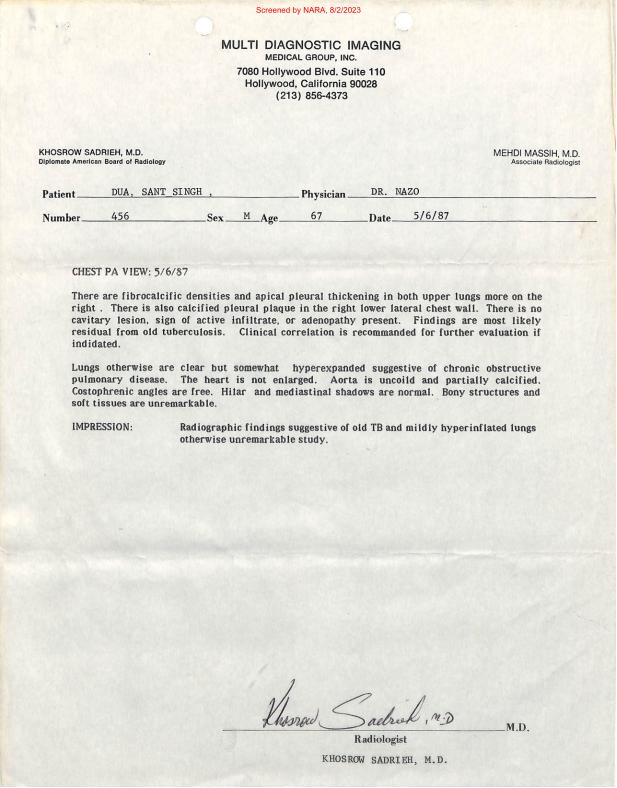 Screened by NARA, 8/2/2023
MULTI DIAGNOSTIC IMAGING
MEDICAL GROUP, INC.
7080 Hollywood Blvd. Suite 110
Hollywood, California 90028
(213) 856-4373
KHOSROW SADRIEH, M.D.
Diplomate American Board of Radiology
MEHDI MASSIH, M.D.
Associate Radiologist
Patient DUA, SANT SINGH , Physician DR. NAZO
Number 456 Sex M Age 67 Date 5/6/87
CHEST PA VIEW: 5/6/87
There are fibrocalcific densities and apical pleural thickening in both upper lungs more on the
right . There is also calcified pleural plaque in the right lower lateral chest wall. There is no
cavitary lesion, sign of active infiltrate, or adenopathy present. Findings are most likely
residual from old tuberculosis. Clinical correlation is recommanded for further evaluation if
indidated.
Lungs otherwise are clear but somewhat hyperexpanded suggestive of chronic obstructive
pulmonary disease. The heart is not enlarged. Aorta is uncoild and partially calcified.
Costophrenic angles are free. Hilar and mediastinal shadows are normal. Bony structures and
soft tissues are unremarkable.
IMPRESSION: Radiographic findings suggestive of old TB and mildly hyperinflated lungs
otherwise unremarkable study.
Khosrow Sadrieh, M.D M.D.
Radiologist
KHOSROW SADRIEH, M.D.